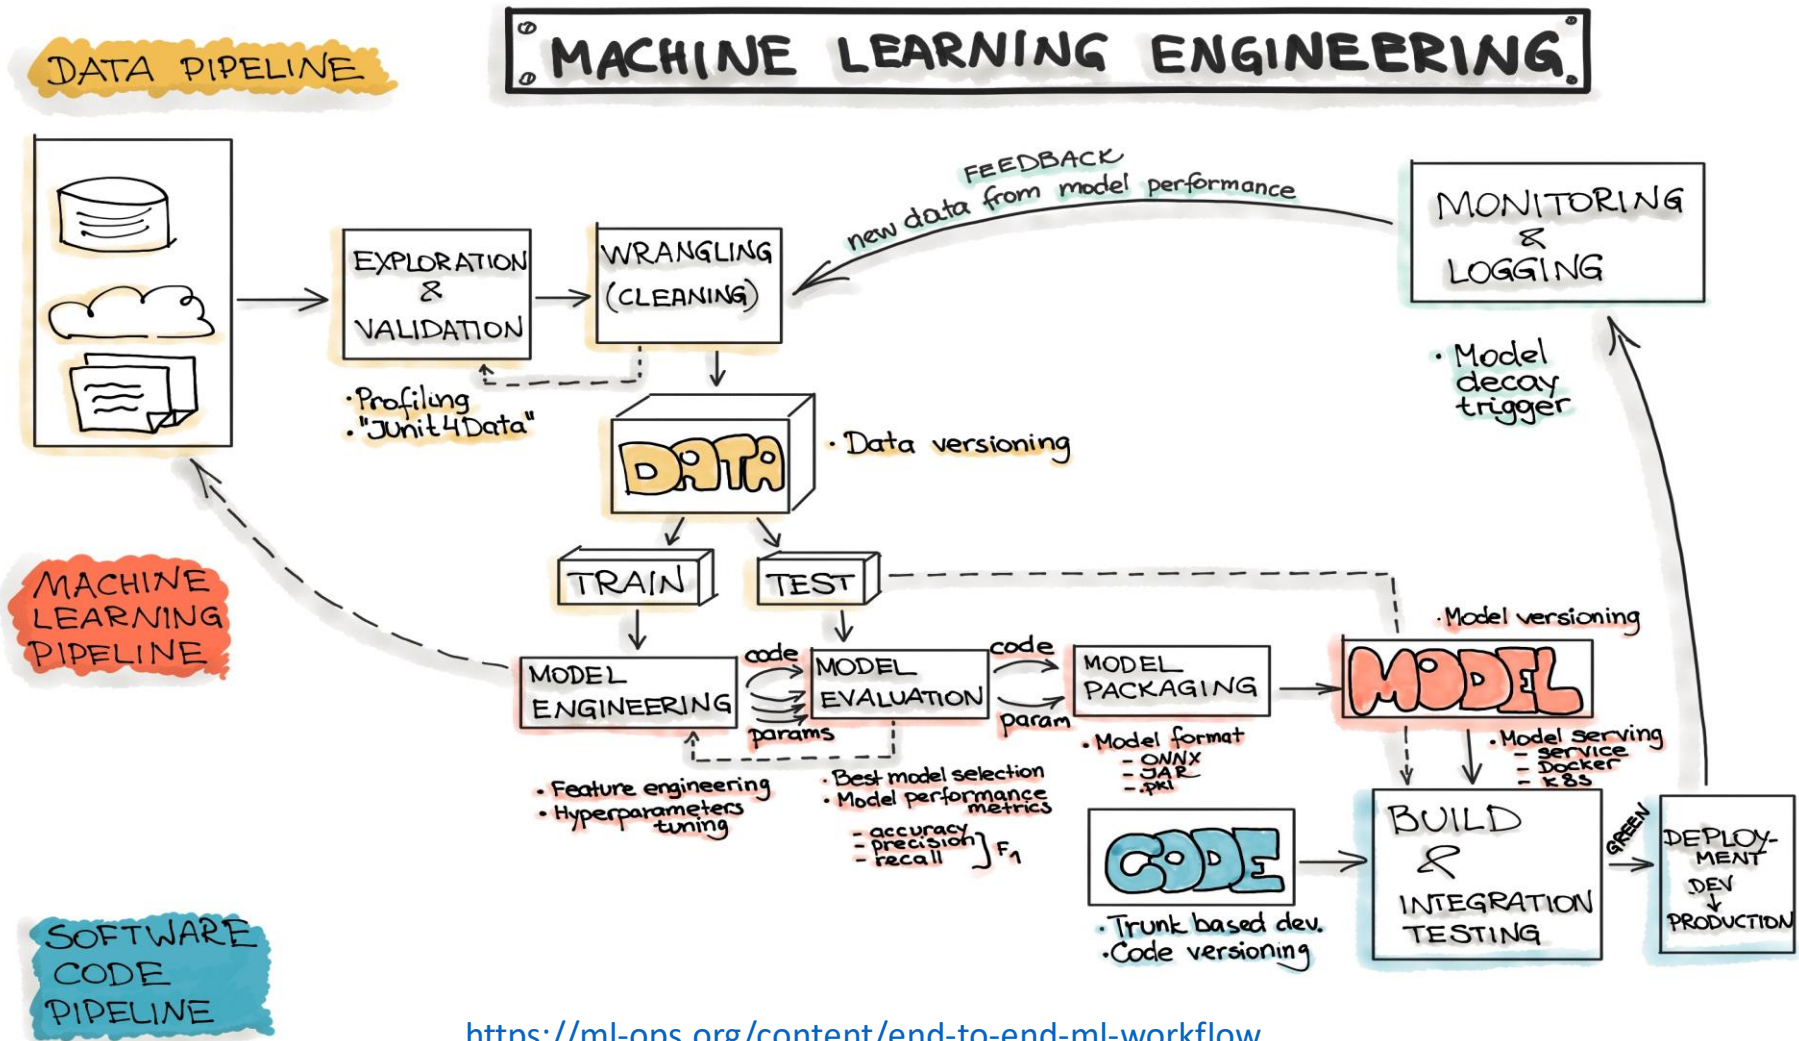 DATA PIPELINE
MACHINE LEARNING ENGINEERING
FEEDBACK
new data from model performance
MONITORING
&
LOGGING
· Model
decay
trigger
EXPLORATION
&
VALIDATION
· Profiling
· "JUnit4Data"
WRANGLING
(CLEANING)
DATA
· Data versioning
TRAIN
TEST
MACHINE
LEARNING
PIPELINE
MODEL
ENGINEERING
code
params
· Feature engineering
· Hyperparameters
tuning
MODEL
EVALUATION
code
param
· Best model selection
· Model performance
metrics
- accuracy
- precision
- recall
F1
MODEL
PACKAGING
· Model format
- ONNX
- JAR
- .pkl
· Model versioning
MODEL
· Model serving
- service
- Docker
- K8S
SOFTWARE
CODE
PIPELINE
CODE
· Trunk based dev.
· Code versioning
BUILD
&
INTEGRATION
TESTING
GREEN
DEPLOY-
MENT
DEV
PRODUCTION
https://ml-ops.org/content/end-to-end-ml-workflow